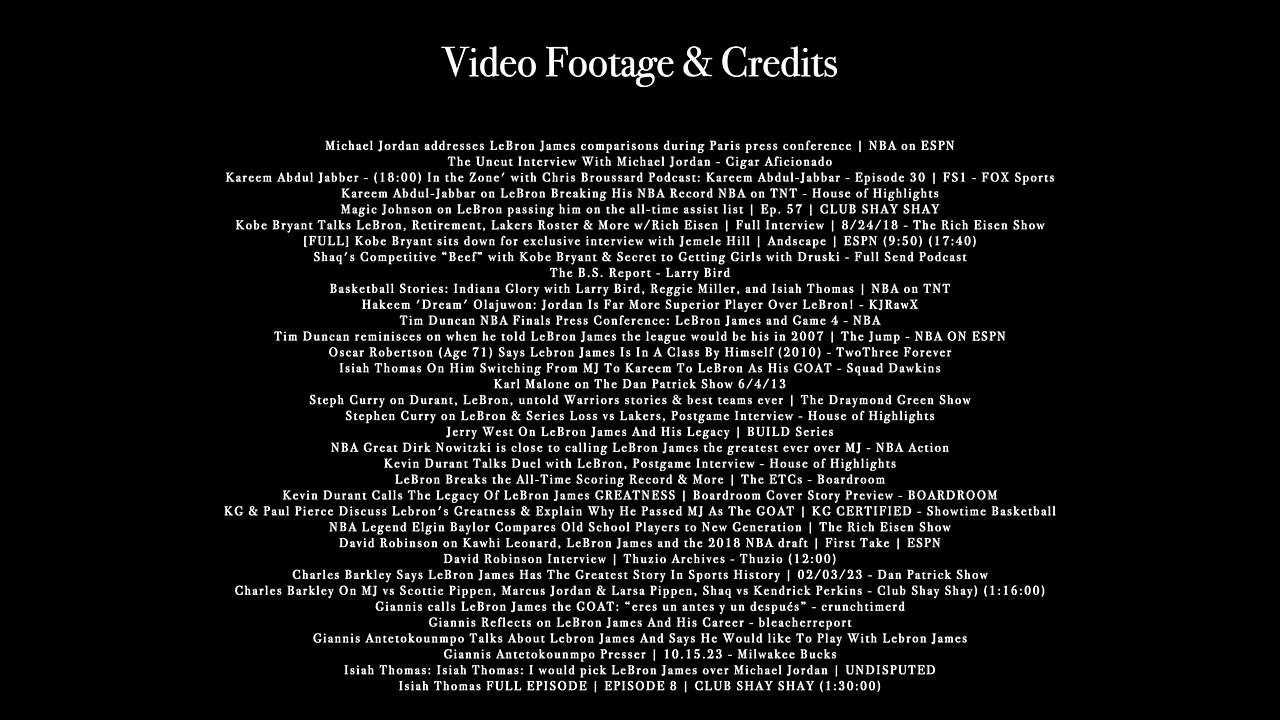 Video Footage & Credits
Michael Jordan addresses LeBron James comparisons during Paris press conference | NBA on ESPN
The Uncut Interview With Michael Jordan - Cigar Aficionado
Kareem Abdul Jabber - (18:00) In the Zone' with Chris Broussard Podcast: Kareem Abdul-Jabbar - Episode 30 | FS1 - FOX Sports
Kareem Abdul-Jabbar on LeBron Breaking His NBA Record NBA on TNT - House of Highlights
Magic Johnson on LeBron passing him on the all-time assist list | Ep. 57 | CLUB SHAY SHAY
Kobe Bryant Talks LeBron, Retirement, Lakers Roster & More w/Rich Eisen | Full Interview | 8/24/18 - The Rich Eisen Show
[FULL] Kobe Bryant sits down for exclusive interview with Jemele Hill | Andscape | ESPN (9:50) (17:40)
Shaq's Competitive “Beef” with Kobe Bryant & Secret to Getting Girls with Druski - Full Send Podcast
The B.S. Report - Larry Bird
Basketball Stories: Indiana Glory with Larry Bird, Reggie Miller, and Isiah Thomas | NBA on TNT
Hakeem 'Dream' Olajuwon: Jordan Is Far More Superior Player Over LeBron! - KJRawX
Tim Duncan NBA Finals Press Conference: LeBron James and Game 4 - NBA
Tim Duncan reminisces on when he told LeBron James the league would be his in 2007 | The Jump - NBA ON ESPN
Oscar Robertson (Age 71) Says Lebron James Is In A Class By Himself (2010) - TwoThree Forever
Isiah Thomas On Him Switching From MJ To Kareem To LeBron As His GOAT - Squad Dawkins
Karl Malone on The Dan Patrick Show 6/4/13
Steph Curry on Durant, LeBron, untold Warriors stories & best teams ever | The Draymond Green Show
Stephen Curry on LeBron & Series Loss vs Lakers, Postgame Interview - House of Highlights
Jerry West On LeBron James And His Legacy | BUILD Series
NBA Great Dirk Nowitzki is close to calling LeBron James the greatest ever over MJ - NBA Action
Kevin Durant Talks Duel with LeBron, Postgame Interview - House of Highlights
LeBron Breaks the All-Time Scoring Record & More | The ETCs - Boardroom
Kevin Durant Calls The Legacy Of LeBron James GREATNESS | Boardroom Cover Story Preview - BOARDROOM
KG & Paul Pierce Discuss Lebron's Greatness & Explain Why He Passed MJ As The GOAT | KG CERTIFIED - Showtime Basketball
NBA Legend Elgin Baylor Compares Old School Players to New Generation | The Rich Eisen Show
David Robinson on Kawhi Leonard, LeBron James and the 2018 NBA draft | First Take | ESPN
David Robinson Interview | Thuzio Archives - Thuzio (12:00)
Charles Barkley Says LeBron James Has The Greatest Story In Sports History | 02/03/23 - Dan Patrick Show
Charles Barkley On MJ vs Scottie Pippen, Marcus Jordan & Larsa Pippen, Shaq vs Kendrick Perkins - Club Shay Shay) (1:16:00)
Giannis calls LeBron James the GOAT: “eres un antes y un después” - crunchtimerd
Giannis Reflects on LeBron James And His Career - bleacherreport
Giannis Antetokounmpo Talks About Lebron James And Says He Would like To Play With Lebron James
Giannis Antetokounmpo Presser | 10.15.23 - Milwakee Bucks
Isiah Thomas: Isiah Thomas: I would pick LeBron James over Michael Jordan | UNDISPUTED
Isiah Thomas FULL EPISODE | EPISODE 8 | CLUB SHAY SHAY (1:30:00)